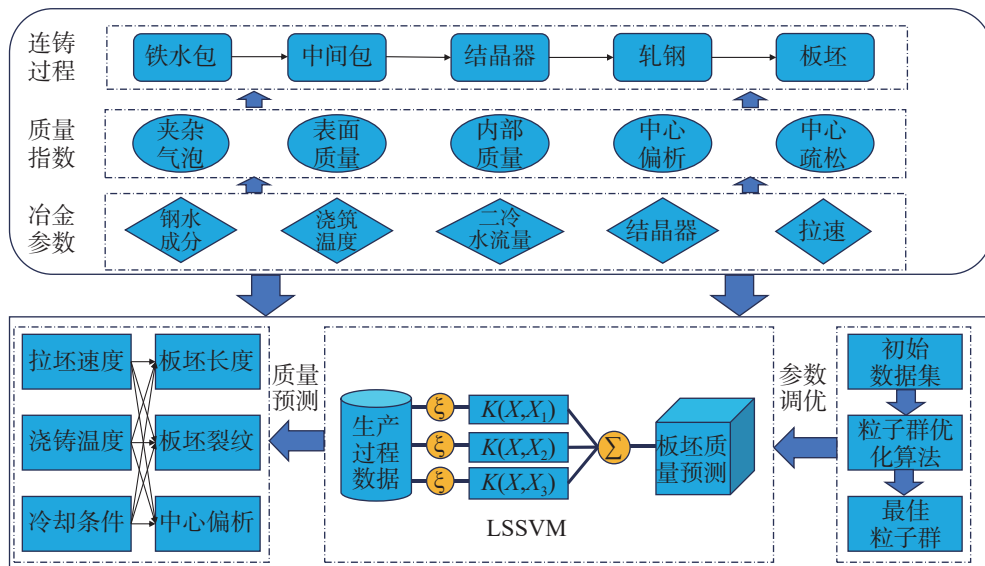 连铸
过程
铁水包
中间包
结晶器
轧钢
板坯
质量
指数
夹杂
气泡
表面
质量
内部
质量
中心
偏析
中心
疏松
冶金
参数
钢水
成分
浇筑
温度
二冷
水流量
结晶器
拉速
拉坯速度
浇铸温度
冷却条件
板坯长度
板坯裂纹
中心偏析
质量
预测
生产
过程
数据
ξ
ξ
ξ
K(X,X₁)
K(X,X₂)
K(X,X₃)
∑
板坯质
量预测
LSSVM
参数
调优
初始
数据集
粒子群优
化算法
最佳
粒子群